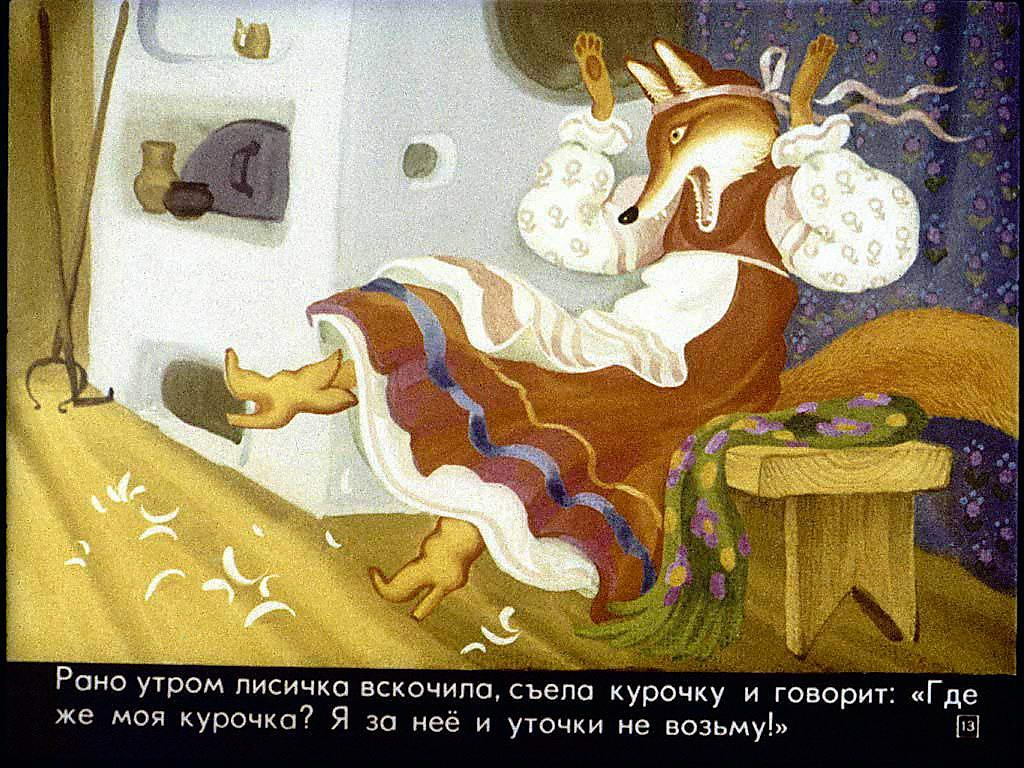 Рано утром лисичка вскочила, съела курочку и говорит: «Где
же моя курочка? Я за неё и уточки не возьму!»
13